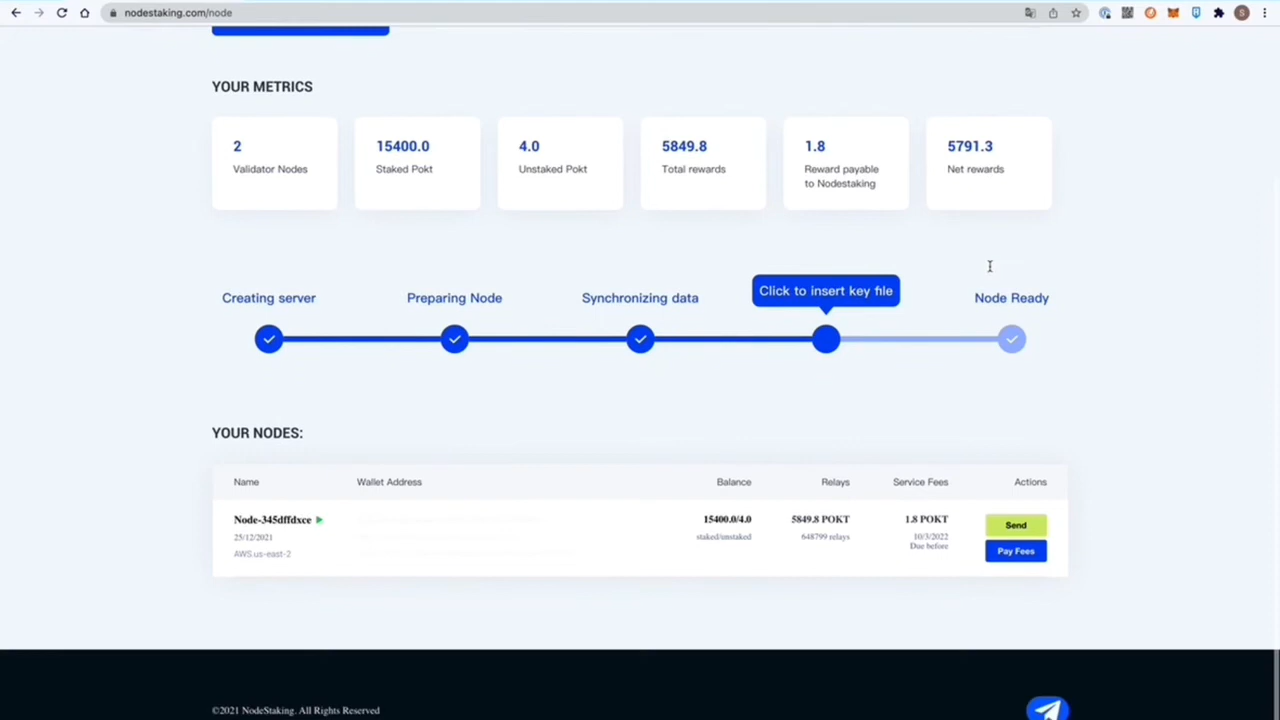 nodestaking.com/node
S
YOUR METRICS
2
Validator Nodes
15400.0
Staked Pokt
4.0
Unstaked Pokt
5849.8
Total rewards
1.8
Reward payable
to Nodestaking
5791.3
Net rewards
Creating server
Preparing Node
Synchronizing data
Click to insert key file
Node Ready
YOUR NODES:
Name Wallet Address Balance Relays Service Fees Actions
Node-345dffdxce 15400.0/4.0 5849.8 POKT 1.8 POKT Send
25/12/2021 staked/unstaked 648799 relays 10/3/2022
Due before
AWS.us-east-2 Pay Fees
©2021 NodeStaking. All Rights Reserved